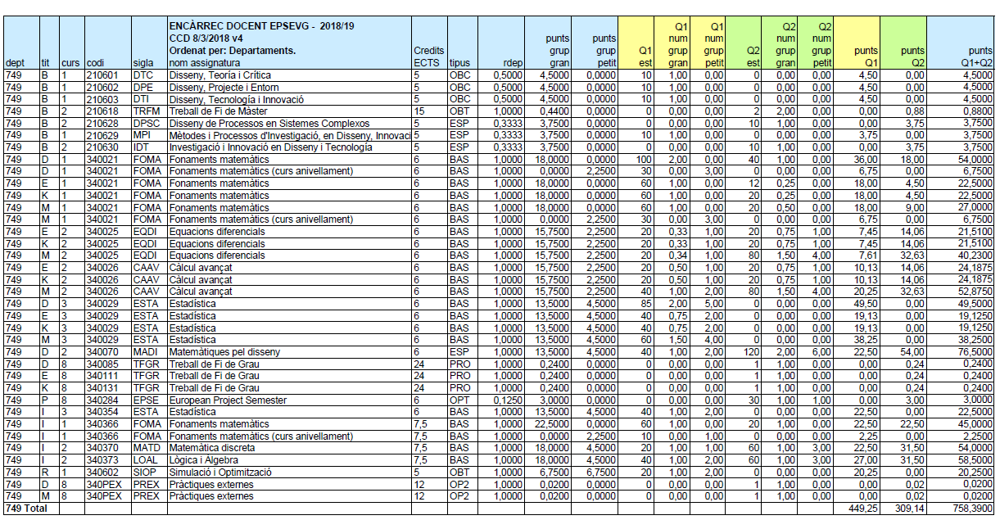 ENCÀRREC DOCENT EPSEVG - 2018/19
CCD 8/3/2018 v4
Ordenat per: Departaments.
dept tit curs codi sigla nom assignatura Credits ECTS tipus rdep punts grup gran punts grup petit Q1 est Q1 num grup gran Q1 num grup petit Q2 est Q2 num grup gran Q2 num grup petit punts Q1 punts Q2 punts Q1+Q2
749 B 1 210601 DTC Disseny, Teoría i Crítica 5 OBC 0,5000 4,5000 0,0000 10 1,00 0,00 0 0,00 0,00 4,50 0,00 4,5000
749 B 1 210602 DPE Disseny, Projecte i Entorn 5 OBC 0,5000 4,5000 0,0000 10 1,00 0,00 0 0,00 0,00 4,50 0,00 4,5000
749 B 1 210603 DTI Disseny, Tecnología i Innovació 5 OBC 0,5000 4,5000 0,0000 10 1,00 0,00 0 0,00 0,00 4,50 0,00 4,5000
749 B 2 210618 TRFM Treball de Fi de Màster 15 OBT 1,0000 0,4400 0,0000 0 0,00 0,00 2 2,00 0,00 0,00 0,88 0,8800
749 B 2 210628 DPSC Disseny de Processos en Sistemes Complexos 5 ESP 0,3333 3,7500 0,0000 0 0,00 0,00 10 1,00 0,00 0,00 3,75 3,7500
749 B 1 210629 MPI Mètodes i Processos d'Investigació, en Disseny, Innovaci 5 ESP 0,3333 3,7500 0,0000 10 1,00 0,00 0 0,00 0,00 3,75 0,00 3,7500
749 B 2 210630 IDT Investigació i Innovació en Disseny i Tecnología 5 ESP 0,3333 3,7500 0,0000 0 0,00 0,00 10 1,00 0,00 0,00 3,75 3,7500
749 D 1 340021 FOMA Fonaments matemàtics 6 BAS 1,0000 18,0000 0,0000 100 2,00 0,00 40 1,00 0,00 36,00 18,00 54,0000
749 D 1 340021 FOMA Fonaments matemàtics (curs anivellament) 6 BAS 1,0000 0,0000 2,2500 30 0,00 3,00 0 0,00 0,00 6,75 0,00 6,7500
749 E 1 340021 FOMA Fonaments matemàtics 6 BAS 1,0000 18,0000 0,0000 60 1,00 0,00 12 0,25 0,00 18,00 4,50 22,5000
749 K 1 340021 FOMA Fonaments matemàtics 6 BAS 1,0000 18,0000 0,0000 60 1,00 0,00 20 0,25 0,00 18,00 4,50 22,5000
749 M 1 340021 FOMA Fonaments matemàtics 6 BAS 1,0000 18,0000 0,0000 60 1,00 0,00 20 0,50 0,00 18,00 9,00 27,0000
749 M 1 340021 FOMA Fonaments matemàtics (curs anivellament) 6 BAS 1,0000 0,0000 2,2500 30 0,00 3,00 0 0,00 0,00 6,75 0,00 6,7500
749 E 2 340025 EQDI Equacions diferencials 6 BAS 1,0000 15,7500 2,2500 20 0,33 1,00 20 0,75 1,00 7,45 14,06 21,5100
749 K 2 340025 EQDI Equacions diferencials 6 BAS 1,0000 15,7500 2,2500 20 0,33 1,00 20 0,75 1,00 7,45 14,06 21,5100
749 M 2 340025 EQDI Equacions diferencials 6 BAS 1,0000 15,7500 2,2500 20 0,34 1,00 80 1,50 4,00 7,61 32,63 40,2300
749 E 2 340026 CAAV Càlcul avançat 6 BAS 1,0000 15,7500 2,2500 20 0,50 1,00 20 0,75 1,00 10,13 14,06 24,1875
749 K 2 340026 CAAV Càlcul avançat 6 BAS 1,0000 15,7500 2,2500 20 0,50 1,00 20 0,75 1,00 10,13 14,06 24,1875
749 M 2 340026 CAAV Càlcul avançat 6 BAS 1,0000 15,7500 2,2500 40 1,00 2,00 80 1,50 4,00 20,25 32,63 52,8750
749 D 3 340029 ESTA Estadística 6 BAS 1,0000 13,5000 4,5000 85 2,00 5,00 0 0,00 0,00 49,50 0,00 49,5000
749 E 3 340029 ESTA Estadística 6 BAS 1,0000 13,5000 4,5000 40 0,75 2,00 0 0,00 0,00 19,13 0,00 19,1250
749 K 3 340029 ESTA Estadística 6 BAS 1,0000 13,5000 4,5000 40 0,75 2,00 0 0,00 0,00 19,13 0,00 19,1250
749 M 3 340029 ESTA Estadística 6 BAS 1,0000 13,5000 4,5000 60 1,50 4,00 0 0,00 0,00 38,25 0,00 38,2500
749 D 2 340070 MADI Matemàtiques pel disseny 6 ESP 1,0000 13,5000 4,5000 40 1,00 2,00 120 2,00 6,00 22,50 54,00 76,5000
749 D 8 340085 TFGR Treball de Fi de Grau 24 PRO 1,0000 0,2400 0,0000 0 0,00 0,00 1 1,00 0,00 0,00 0,24 0,2400
749 E 8 340111 TFGR Treball de Fi de Grau 24 PRO 1,0000 0,2400 0,0000 0 0,00 0,00 1 1,00 0,00 0,00 0,24 0,2400
749 K 8 340131 TFGR Treball de Fi de Grau 24 PRO 1,0000 0,2400 0,0000 0 0,00 0,00 1 1,00 0,00 0,00 0,24 0,2400
749 P 8 340284 EPSE European Project Semester 6 OPT 0,1250 3,0000 0,0000 0 0,00 0,00 30 1,00 1,00 0,00 3,00 3,0000
749 I 3 340354 ESTA Estadística 6 BAS 1,0000 13,5000 4,5000 40 1,00 2,00 0 0,00 0,00 22,50 0,00 22,5000
749 I 1 340366 FOMA Fonaments matemàtics 7,5 BAS 1,0000 22,5000 0,0000 60 1,00 0,00 20 1,00 0,00 22,50 22,50 45,0000
749 I 1 340366 FOMA Fonaments matemàtics (curs anivellament) 7,5 BAS 1,0000 0,0000 2,2500 10 0,00 1,00 0 0,00 0,00 2,25 0,00 2,2500
749 I 2 340370 MATD Matemàtica discreta 7,5 BAS 1,0000 18,0000 4,5000 20 1,00 1,00 60 1,00 3,00 22,50 31,50 54,0000
749 I 2 340373 LOAL Lògica i Àlgebra 7,5 BAS 1,0000 18,0000 4,5000 40 1,00 2,00 60 1,00 3,00 27,00 31,50 58,5000
749 R 1 340602 SIOP Simulació i Optimització 5 OBT 1,0000 6,7500 6,7500 20 1,00 2,00 0 0,00 0,00 20,25 0,00 20,2500
749 D 8 340PEX PREX Pràctiques externes 12 OP2 1,0000 0,0200 0,0000 0 0,00 0,00 1 1,00 0,00 0,00 0,02 0,0200
749 M 8 340PEX PREX Pràctiques externes 12 OP2 1,0000 0,0200 0,0000 0 0,00 0,00 1 1,00 0,00 0,00 0,02 0,0200
749 Total 449,25 309,14 758,3900